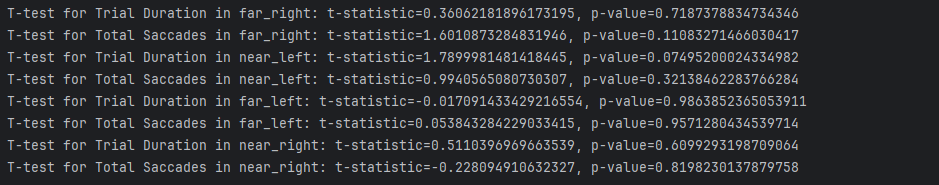 T-test for Trial Duration in far_right: t-statistic=0.36062181896173195, p-value=0.7187378834734346
T-test for Total Saccades in far_right: t-statistic=1.6010873284831946, p-value=0.11083271466030417
T-test for Trial Duration in near_left: t-statistic=1.7899981481418445, p-value=0.07495200024334982
T-test for Total Saccades in near_left: t-statistic=0.9940565080730307, p-value=0.32138462283766284
T-test for Trial Duration in far_left: t-statistic=-0.017091433429216554, p-value=0.9863852365053911
T-test for Total Saccades in far_left: t-statistic=0.053843284229033415, p-value=0.9571280434539714
T-test for Trial Duration in near_right: t-statistic=0.5110396969663539, p-value=0.6099293198709064
T-test for Total Saccades in near_right: t-statistic=-0.228094910632327, p-value=0.8198230137879758